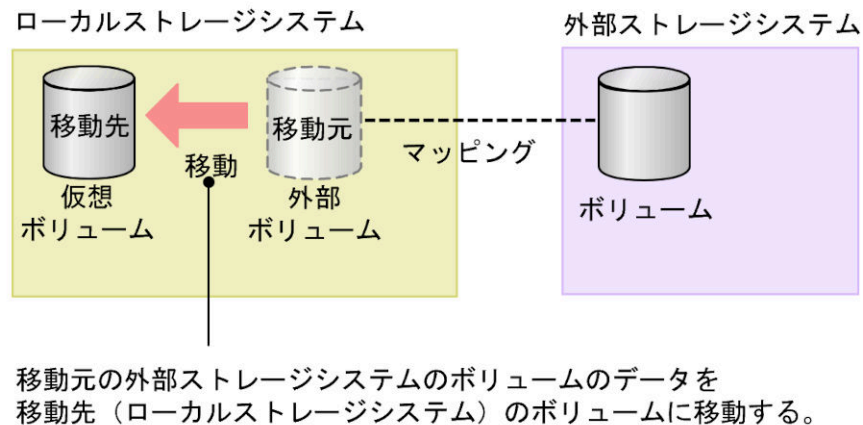 ローカルストレージシステム
外部ストレージシステム
移動先
移動元
移動
マッピング
仮想
ボリューム
外部
ボリューム
ボリューム
移動元の外部ストレージシステムのボリュームのデータを
移動先（ローカルストレージシステム）のボリュームに移動する。